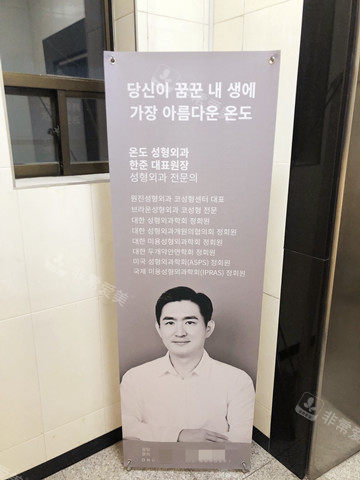 당신이 꿈꾼 내 생에
가장 아름다운 온도
온도 성형외과
한준 대표원장
성형외과 전문의
원진성형외과 코성형센터 대표
브라운성형외과 코성형 전문
대한 성형외과학회 정회원
대한 성형외과개원의협의회 정회원
대한 미용성형외과학회 정회원
대한 두개악안면학회 정회원
미국 성형외과학회(ASPS) 정회원
국제 미용성형외과학회(IPRAS) 정회원
非常爱美